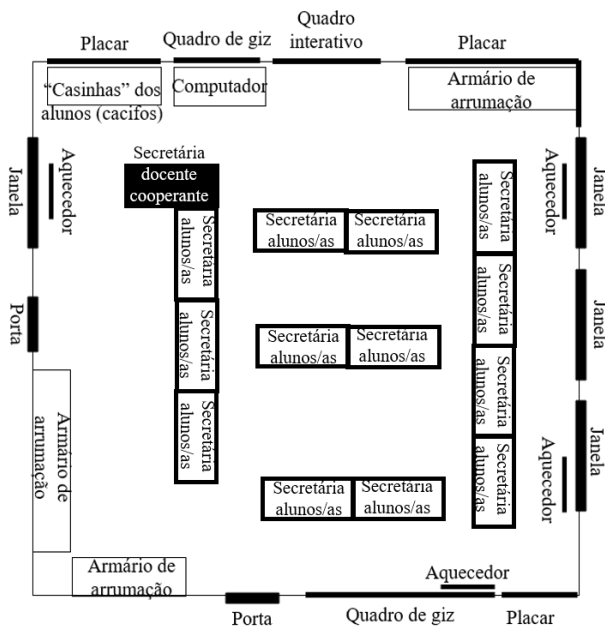 Placar
Quadro de giz
Quadro
interativo
Placar
“Casinhas” dos
alunos (cacifos)
Computador
Armário de
arrumação
Janela
Aquecedor
Secretária
docente
cooperante
Aquecedor
Janela
Secretária
alunos/as
Secretária
alunos/as
Secretária
alunos/as
Secretária
alunos/as
Porta
Secretária
alunos/as
Secretária
alunos/as
Secretária
alunos/as
Secretária
alunos/as
Janela
Secretária
alunos/as
Secretária
alunos/as
Armário de
arrumação
Secretária
alunos/as
Secretária
alunos/as
Secretária
alunos/as
Aquecedor
Janela
Armário de
arrumação
Aquecedor
Porta
Quadro de giz
Placar